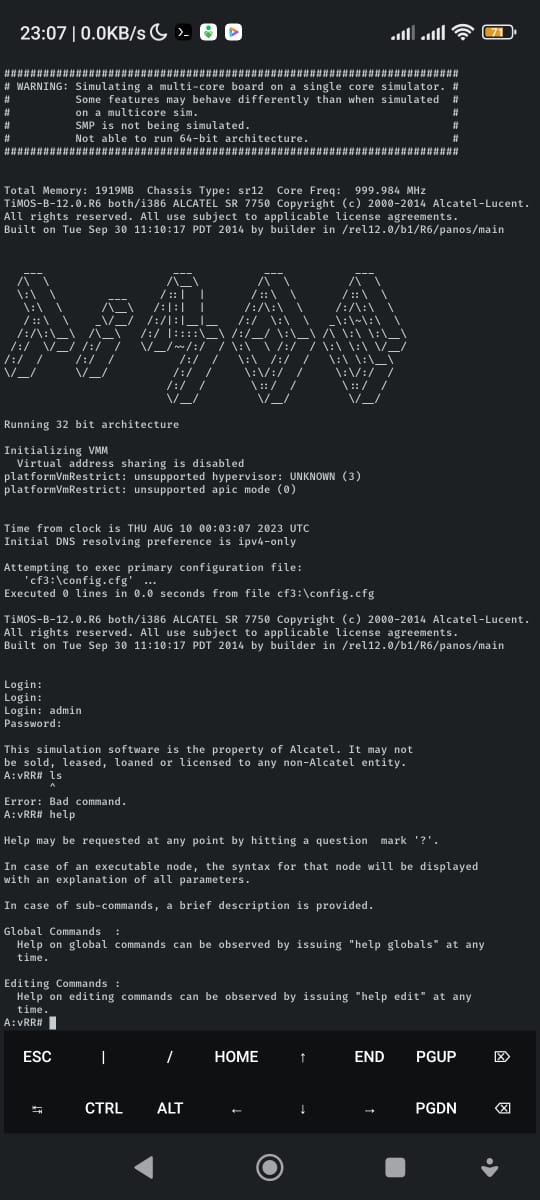 23:07 | 0.0KB/s
71
######################################################################
# WARNING: Simulating a multi-core board on a single core simulator. #
#          Some features may behave differently than when simulated  #
#          on a multicore sim.                                       #
#          SMP is not being simulated.                               #
#          Not able to run 64-bit architecture.                      #
######################################################################
Total Memory: 1919MB  Chassis Type: sr12  Core Freq:  999.984 MHz
TiMOS-B-12.0.R6 both/i386 ALCATEL SR 7750 Copyright (c) 2000-2014 Alcatel-Lucent.
All rights reserved. All use subject to applicable license agreements.
Built on Tue Sep 30 11:10:17 PDT 2014 by builder in /rel12.0/b1/R6/panos/main
Running 32 bit architecture
Initializing VMM
  Virtual address sharing is disabled
platformVmRestrict: unsupported hypervisor: UNKNOWN (3)
platformVmRestrict: unsupported apic mode (0)
Time from clock is THU AUG 10 00:03:07 2023 UTC
Initial DNS resolving preference is ipv4-only
Attempting to exec primary configuration file:
   'cf3:\config.cfg' ...
Executed 0 lines in 0.0 seconds from file cf3:\config.cfg
TiMOS-B-12.0.R6 both/i386 ALCATEL SR 7750 Copyright (c) 2000-2014 Alcatel-Lucent.
All rights reserved. All use subject to applicable license agreements.
Built on Tue Sep 30 11:10:17 PDT 2014 by builder in /rel12.0/b1/R6/panos/main
Login:
Login:
Login: admin
Password:
This simulation software is the property of Alcatel. It may not
be sold, leased, loaned or licensed to any non-Alcatel entity.
A:vRR# ls
       ^
Error: Bad command.
A:vRR# help
Help may be requested at any point by hitting a question  mark '?'.
In case of an executable node, the syntax for that node will be displayed
with an explanation of all parameters.
In case of sub-commands, a brief description is provided.
Global Commands  :
  Help on global commands can be observed by issuing "help globals" at any
  time.
Editing Commands :
  Help on editing commands can be observed by issuing "help edit" at any
  time.
A:vRR#
ESC | / HOME ↑ END PGUP ⌦
↹ CTRL ALT ← ↓ → PGDN ⌫